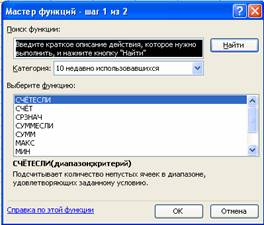 Мастер функций - шаг 1 из 2
Поиск функции:
Введите краткое описание действия, которое нужно
выполнить, и нажмите кнопку "Найти"
Найти
Категория: 10 недавно использовавшихся
Выберите функцию:
СЧЁТЕСЛИ
СЧЁТ
СРЗНАЧ
СУММЕСЛИ
СУММ
МАКС
МИН
СЧЁТЕСЛИ(диапазон;критерий)
Подсчитывает количество непустых ячеек в диапазоне,
удовлетворяющих заданному условию.
Справка по этой функции
ОК
Отмена